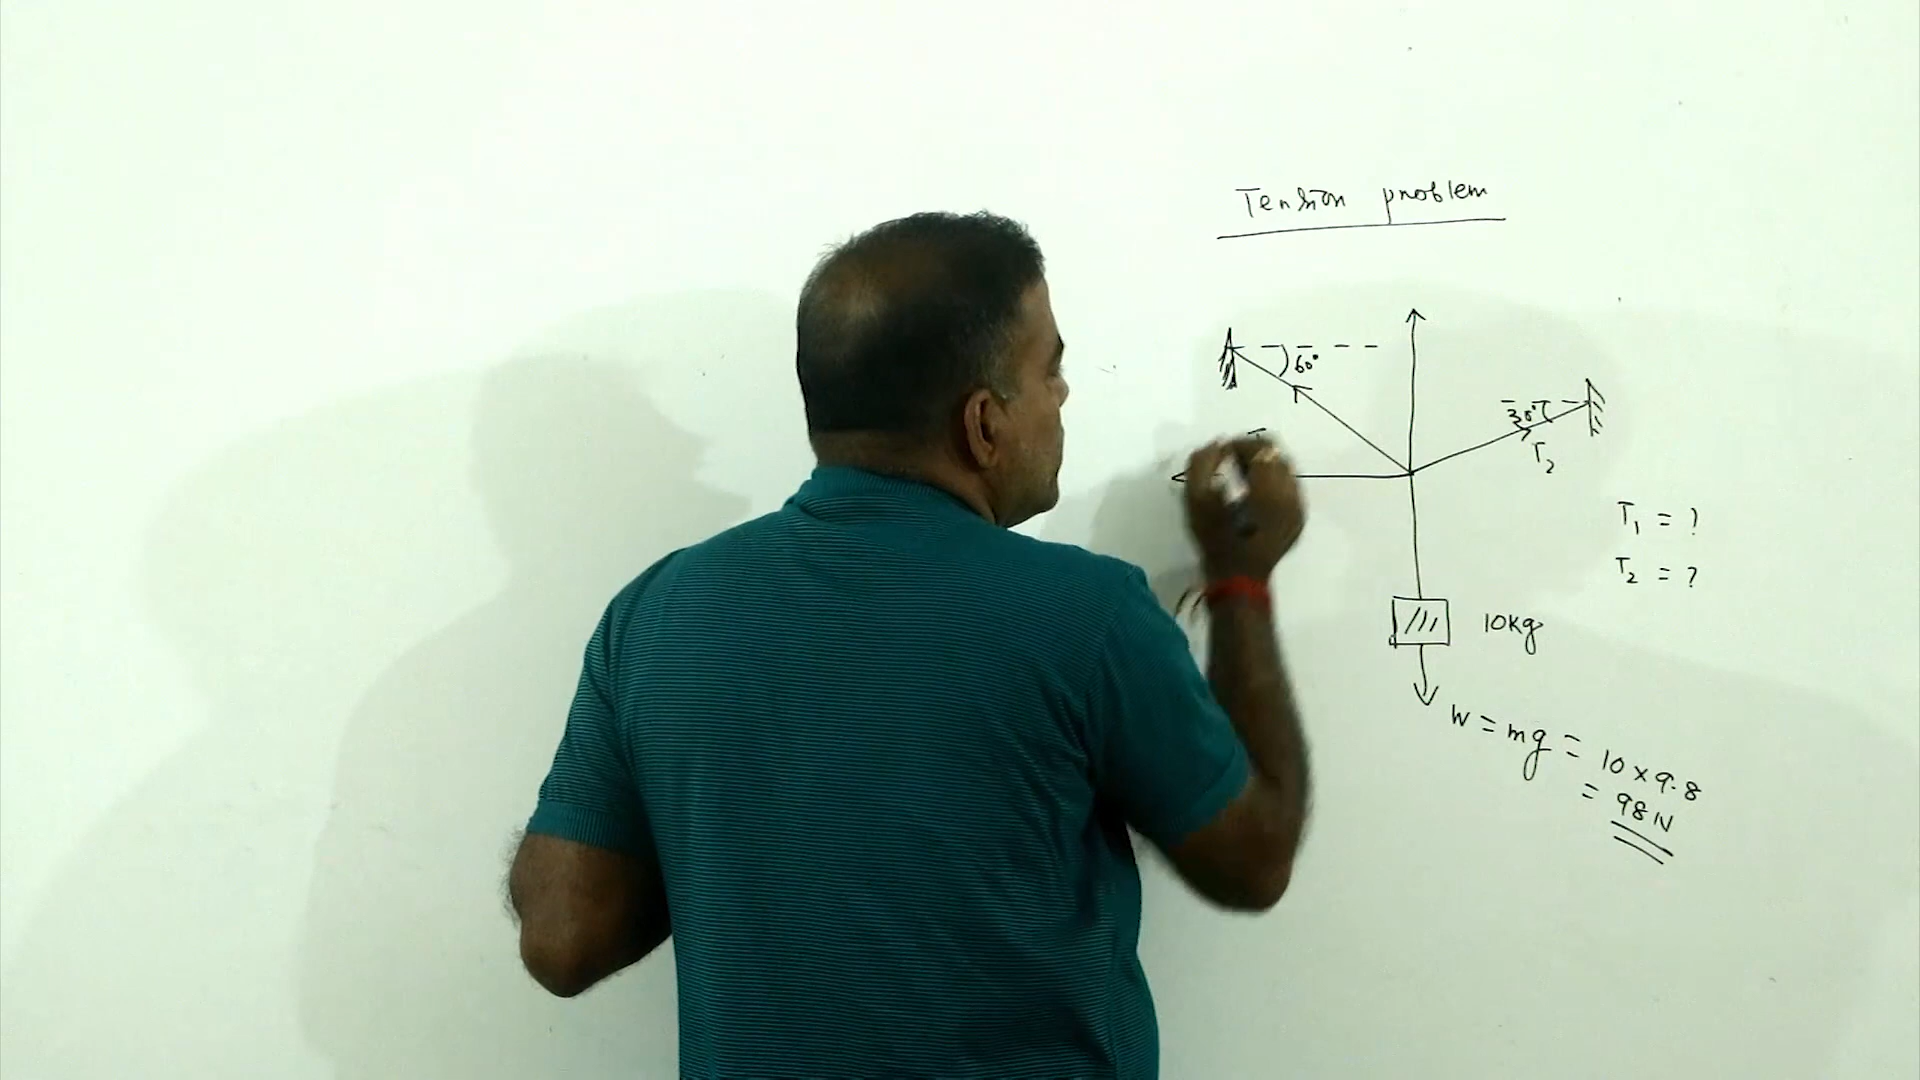 Tension problem
60°
30°
T2
T1 = ?
T2 = ?
10kg
W = mg = 10 × 9.8
= 98 N